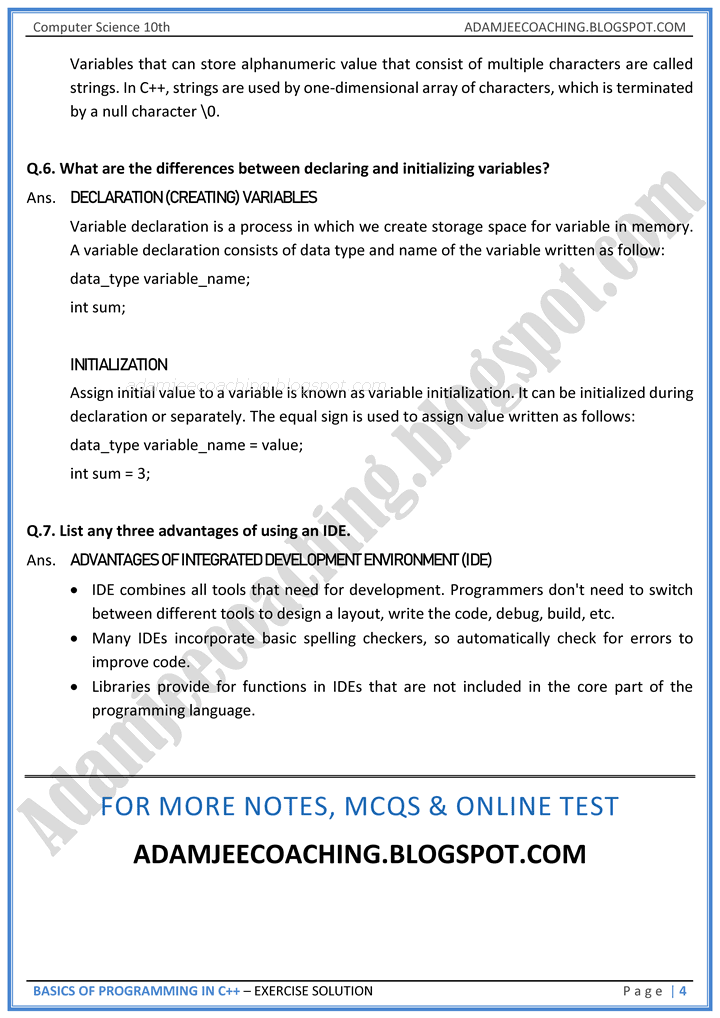 Computer Science 10th ADAMJEECOACHING.BLOGSPOT.COM
Variables that can store alphanumeric value that consist of multiple characters are called
strings. In C++, strings are used by one-dimensional array of characters, which is terminated
by a null character \0.
Q.6. What are the differences between declaring and initializing variables?
Ans. DECLARATION (CREATING) VARIABLES
Variable declaration is a process in which we create storage space for variable in memory.
A variable declaration consists of data type and name of the variable written as follow:
data_type variable_name;
int sum;
INITIALIZATION
adamjeecoaching.blogspot.com
Assign initial value to a variable is known as variable initialization. It can be initialized during
declaration or separately. The equal sign is used to assign value written as follows:
data_type variable_name = value;
int sum = 3;
Q.7. List any three advantages of using an IDE.
Ans. ADVANTAGES OF INTEGRATED DEVELOPMENT ENVIRONMENT (IDE)
• IDE combines all tools that need for development. Programmers don't need to switch
between different tools to design a layout, write the code, debug, build, etc.
• Many IDEs incorporate basic spelling checkers, so automatically check for errors to
improve code.
• Libraries provide for functions in IDEs that are not included in the core part of the
programming language.
Adamjeecoaching.blogspot.com
FOR MORE NOTES, MCQS & ONLINE TEST
ADAMJEECOACHING.BLOGSPOT.COM
BASICS OF PROGRAMMING IN C++ – EXERCISE SOLUTION Page | 4